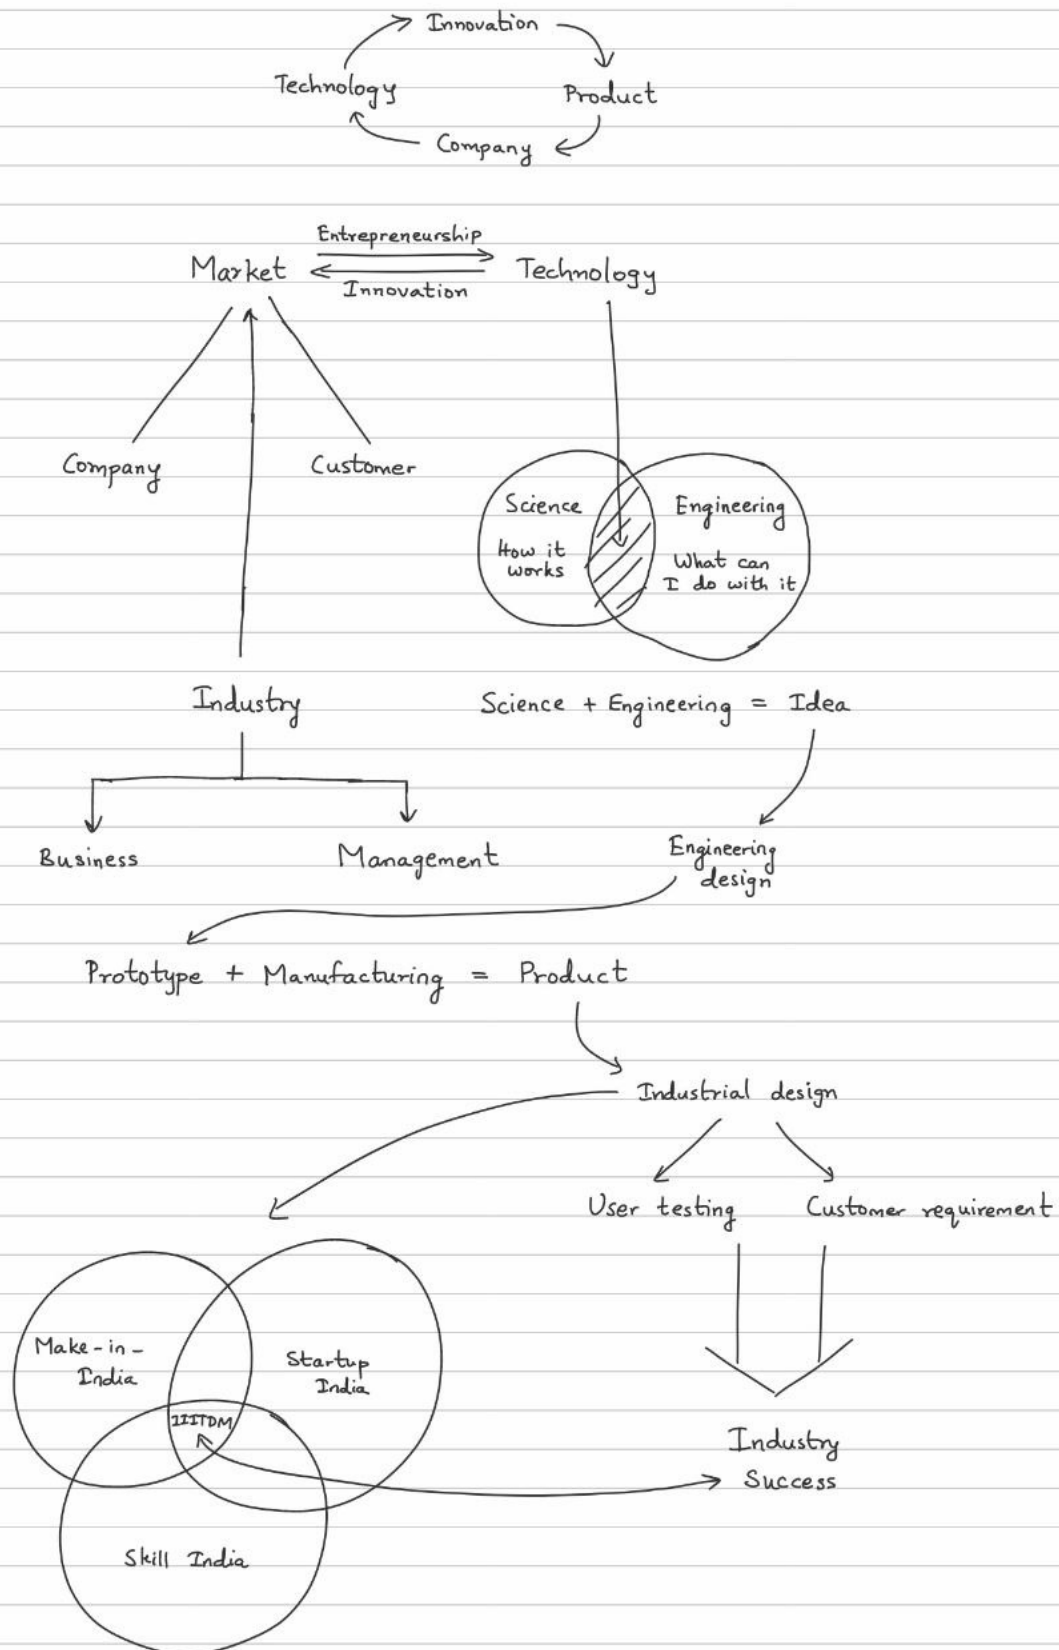 Innovation
Technology
Product
Company
Entrepreneurship
Market
Technology
Innovation
Company
Customer
Science
Engineering
How it
works
What can
I do with it
Industry
Science + Engineering = Idea
Business
Management
Engineering
design
Prototype + Manufacturing = Product
Industrial design
User testing
Customer requirement
Make-in-
India
Startup
India
IIITDM
Industry
Success
Skill India